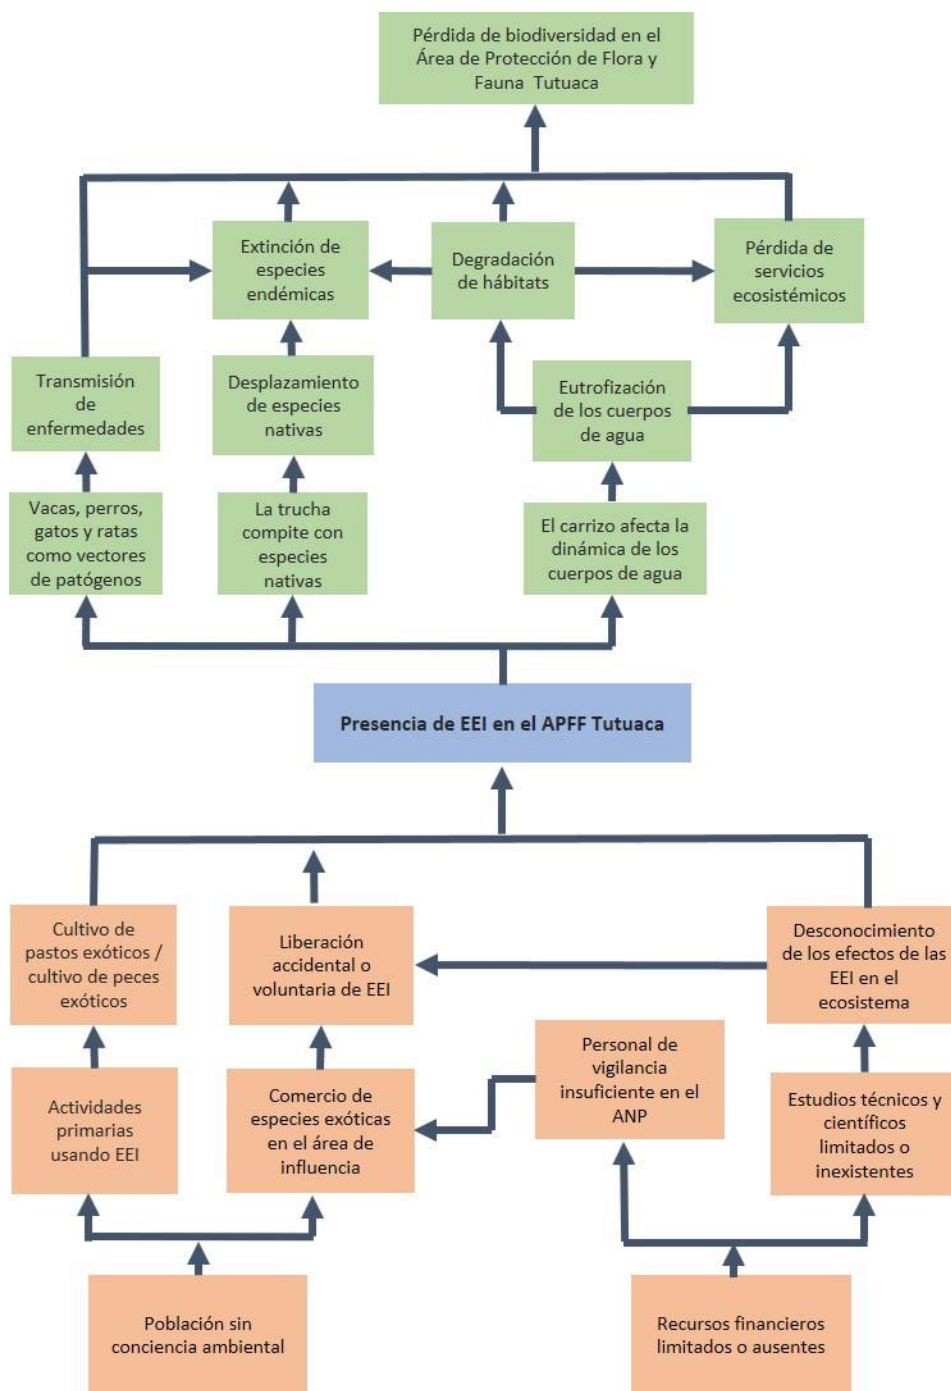 Pérdida de biodiversidad en el
Área de Protección de Flora y
Fauna Tutuaca
Extinción de
especies
endémicas
Degradación
de hábitats
Pérdida de
servicios
ecosistémicos
Transmisión
de
enfermedades
Desplazamiento
de especies
nativas
Eutrofización
de los cuerpos
de agua
Vacas, perros,
gatos y ratas
como vectores
de patógenos
La trucha
compite con
especies
nativas
El carrizo afecta la
dinámica de los
cuerpos de agua
Presencia de EEI en el APFF Tutuaca
Cultivo de
pastos exóticos /
cultivo de peces
exóticos
Liberación
accidental o
voluntaria de EEI
Desconocimiento
de los efectos de las
EEI en el
ecosistema
Actividades
primarias
usando EEI
Comercio de
especies exóticas
en el área de
influencia
Personal de
vigilancia
insuficiente en el
ANP
Estudios técnicos y
científicos
limitados o
inexistentes
Población sin
conciencia ambiental
Recursos financieros
limitados o ausentes